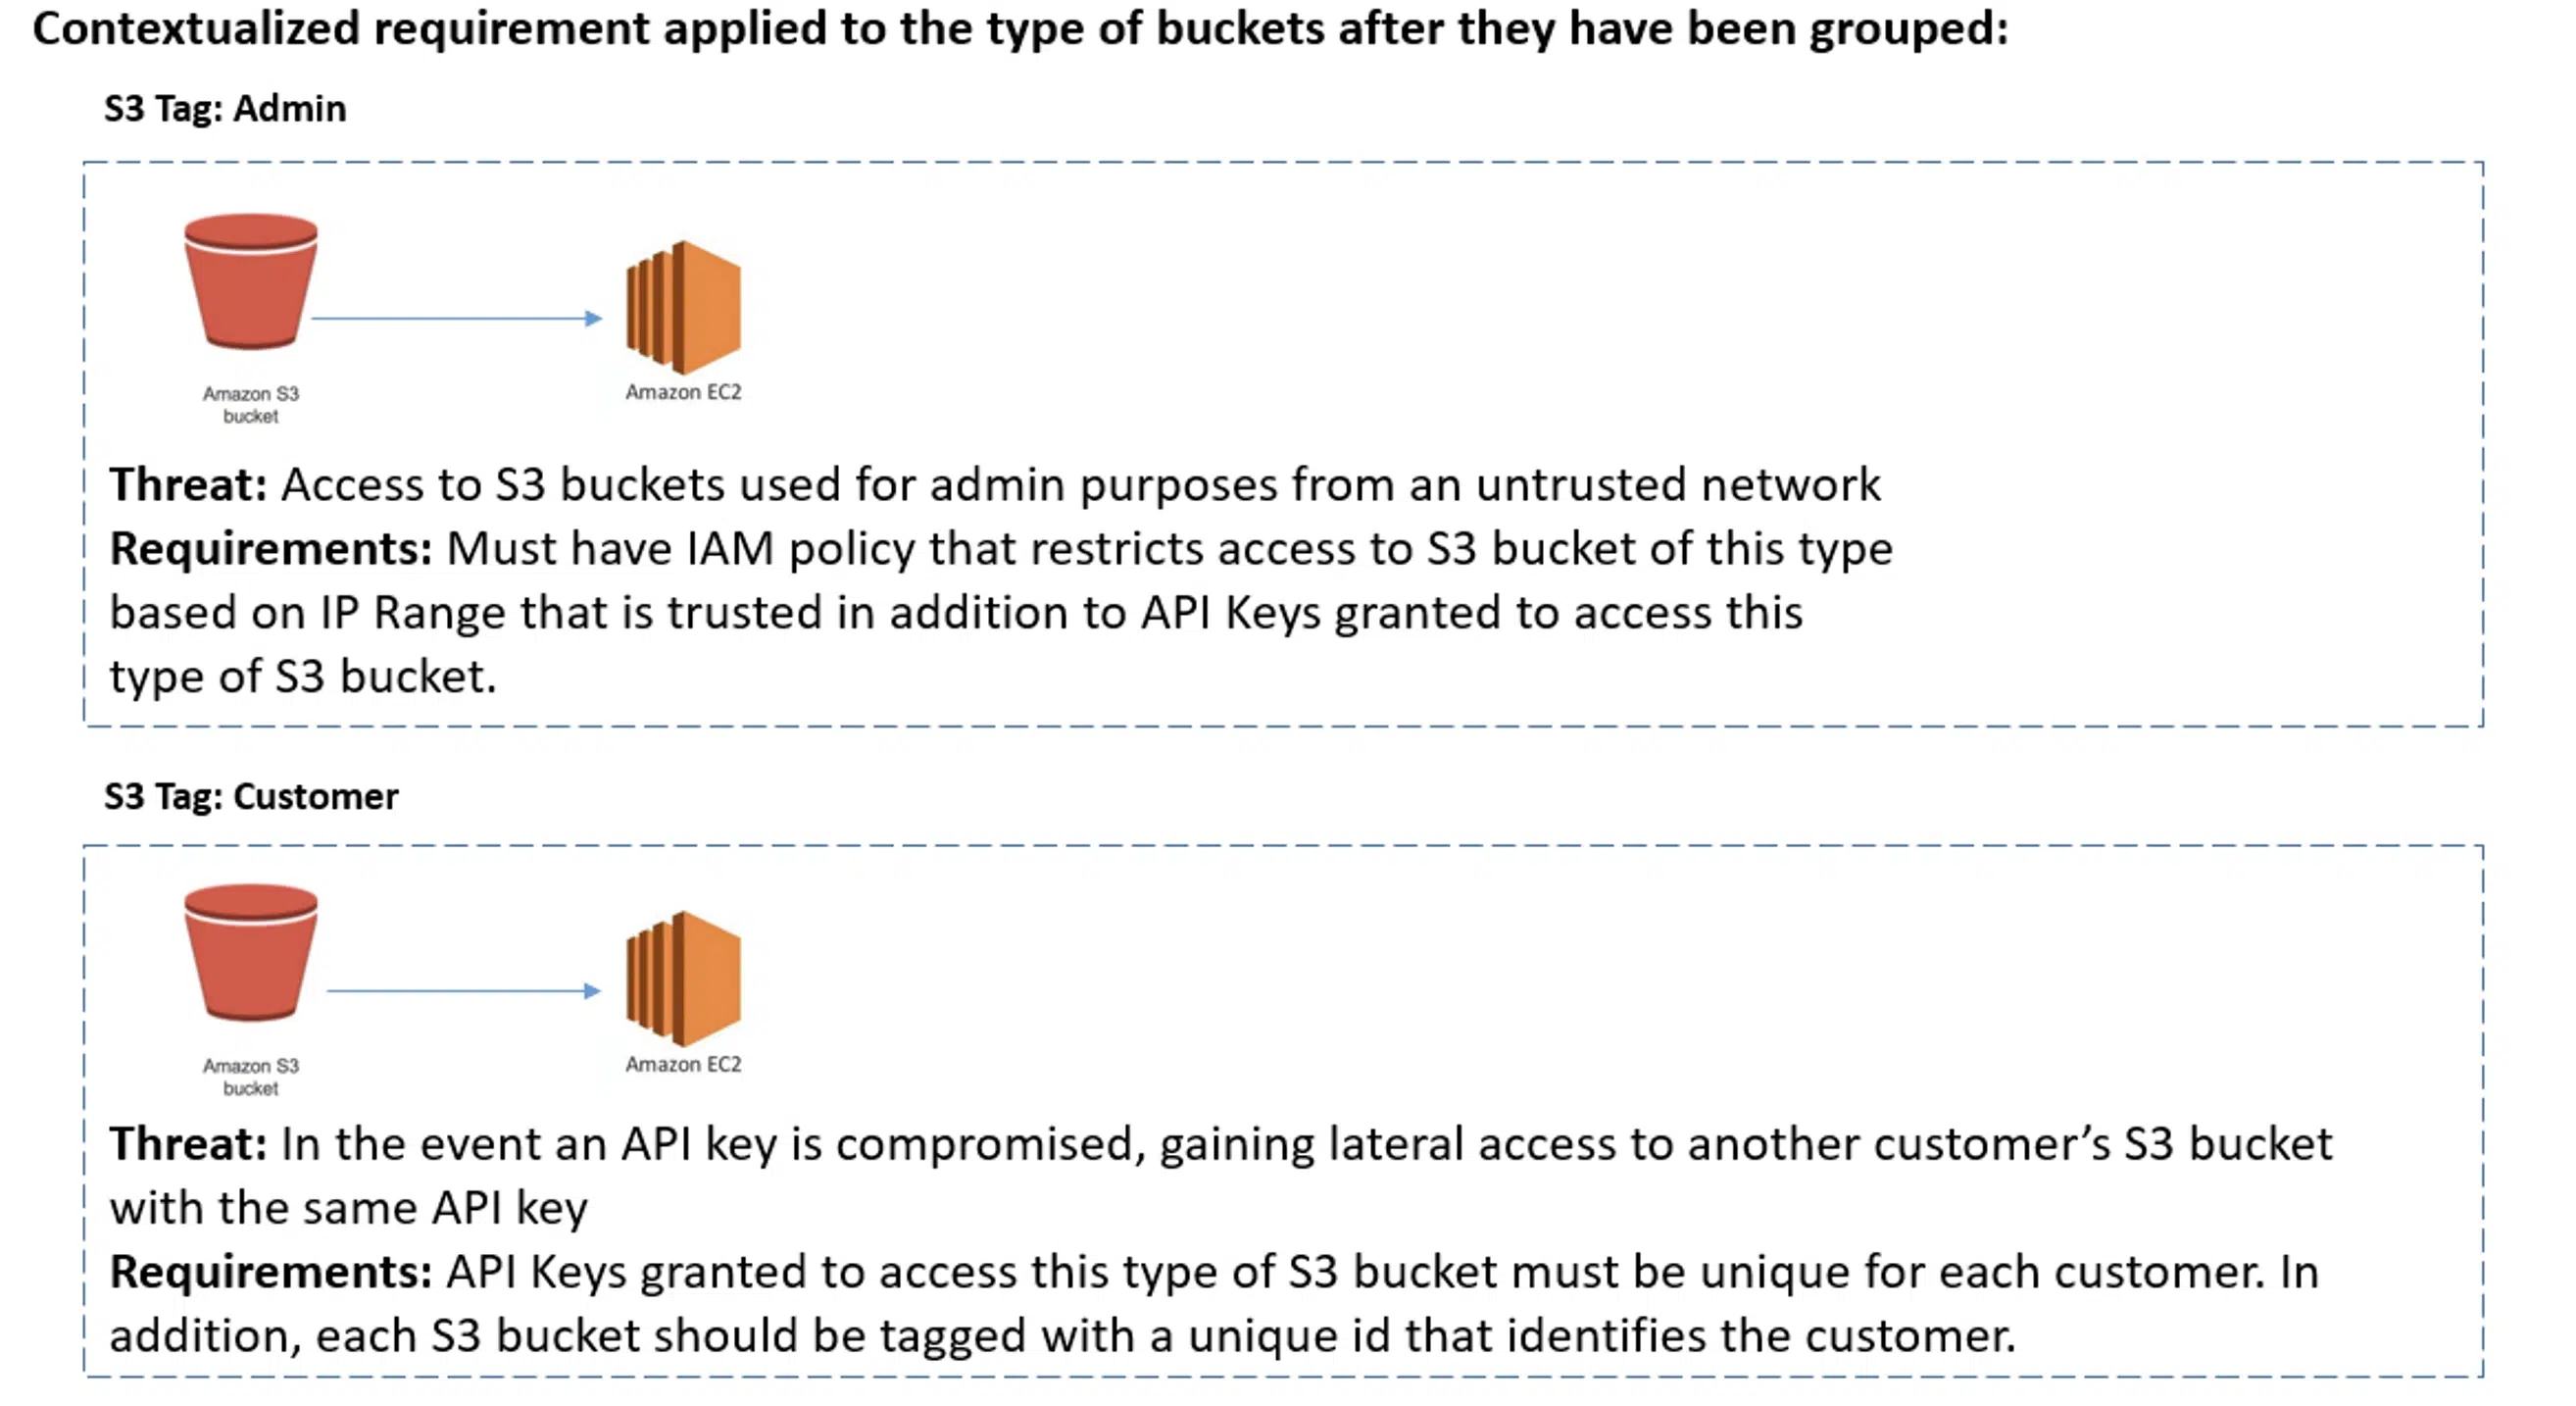 Contextualized requirement applied to the type of buckets after they have been grouped:
S3 Tag: Admin
Amazon S3
bucket
Amazon EC2
Threat: Access to S3 buckets used for admin purposes from an untrusted network
Requirements: Must have IAM policy that restricts access to S3 bucket of this type
based on IP Range that is trusted in addition to API Keys granted to access this
type of S3 bucket.
S3 Tag: Customer
Amazon S3
bucket
Amazon EC2
Threat: In the event an API key is compromised, gaining lateral access to another customer’s S3 bucket
with the same API key
Requirements: API Keys granted to access this type of S3 bucket must be unique for each customer. In
addition, each S3 bucket should be tagged with a unique id that identifies the customer.